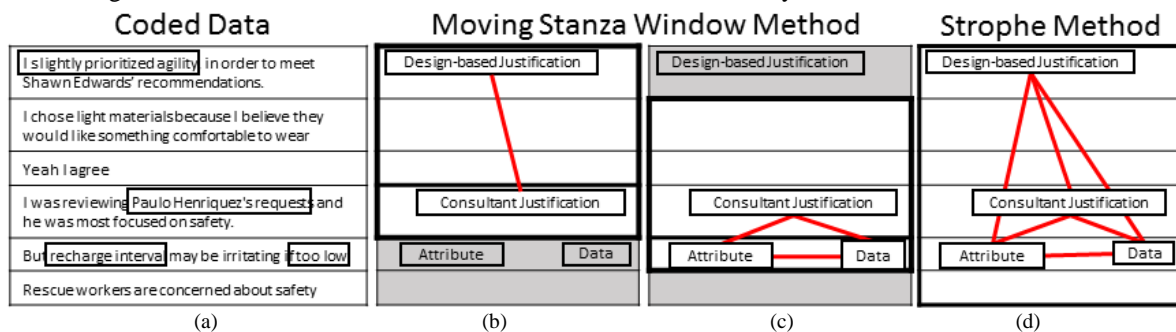 Coded Data
Moving Stanza Window Method
Strophe Method
I slightly prioritized agility, in order to meet
Shawn Edwards' recommendations.
I chose light materials because I believe they
would like something comfortable to wear
Yeah I agree
I was reviewing Paulo Henriquez's requests and
he was most focused on safety.
But recharge interval may be irritating if too low
Rescue workers are concerned about safety
(a)
Design-based Justification
Consultant Justification
Attribute
Data
(b)
Design-based Justification
Consultant Justification
Attribute
Data
(c)
Design-based Justification
Consultant Justification
Attribute
Data
(d)